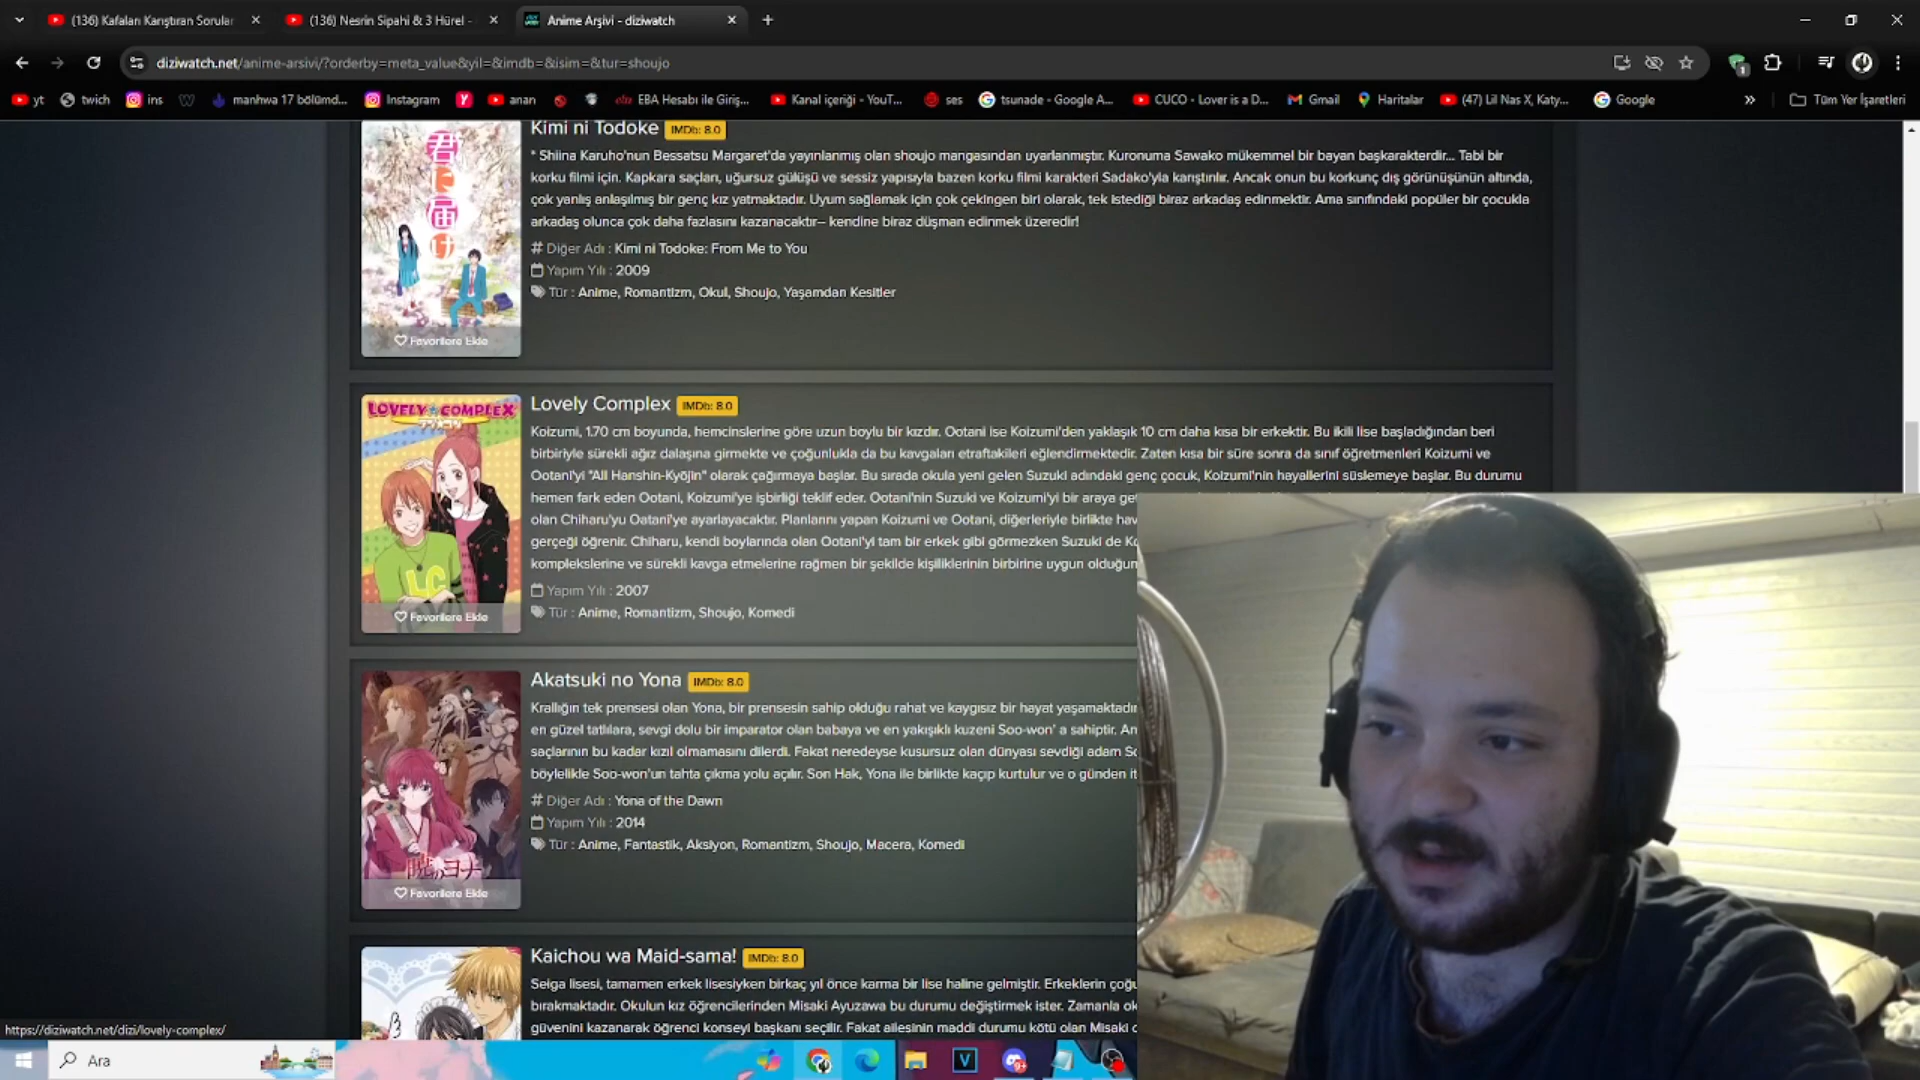 (136) Kafaları Karıştıran Sorular
(136) Nesrin Sipahi & 3 Hürel -
Anime Arşivi - diziwatch
diziwatch.net/anime-arsivi/?orderby=meta_value&yil=&imdb=&isim=&tur=shoujo
1
yt
twich
ins
manhwa 17 bölümd...
Instagram
anan
EBA Hesabı ile Giriş...
Kanal içeriği - YouT...
ses
tsunade - Google A...
CUCO - Lover is a D...
Gmail
Haritalar
(47) Lil Nas X, Katy...
Google
Tüm Yer İşaretleri
Kimi ni Todoke IMDb: 8.0
* Shiina Karuho'nun Bessatsu Margaret'da yayınlanmış olan shoujo mangasından uyarlanmıştır. Kuronuma Sawako mükemmel bir bayan başkarakterdir... Tabi bir
korku filmi için. Kapkara saçları, uğursuz gülüşü ve sessiz yapısıyla bazen korku filmi karakteri Sadako'yla karıştırılır. Ancak onun bu korkunç dış görünüşünün altında,
çok yanlış anlaşılmış bir genç kız yatmaktadır. Uyum sağlamak için çok çekingen biri olarak, tek istediği biraz arkadaş edinmektir. Ama sınıfındaki popüler bir çocukla
arkadaş olunca çok daha fazlasını kazanacaktır– kendine biraz düşman edinmek üzeredir!
# Diğer Adı : Kimi ni Todoke: From Me to You
Yapım Yılı : 2009
Tür : Anime, Romantizm, Okul, Shoujo, Yaşamdan Kesitler
君に届け
Favorilere Ekle
Lovely Complex IMDb: 8.0
Koizumi, 1.70 cm boyunda, hemcinslerine göre uzun boylu bir kızdır. Ootani ise Koizumi'den yaklaşık 10 cm daha kısa bir erkektir. Bu ikili lise başladığından beri
birbiriyle sürekli ağız dalaşına girmekte ve çoğunlukla da bu kavgaları etraftakileri eğlendirmektedir. Zaten kısa bir süre sonra da sınıf öğretmenleri Koizumi ve
Ootani'yi "All Hanshin-Kyōjin" olarak çağırmaya başlar. Bu sırada okula yeni gelen Suzuki adındaki genç çocuk, Koizumi'nin hayallerini süslemeye başlar. Bu durumu
hemen fark eden Ootani, Koizumi'ye işbirliği teklif eder. Ootani'nin Suzuki ve Koizumi'yi bir araya get
olan Chiharu'yu Oatani'ye ayarlayacaktır. Planlarını yapan Koizumi ve Ootani, diğerleriyle birlikte hav
gerçeği öğrenir. Chiharu, kendi boylarında olan Ootani'yi tam bir erkek gibi görmezken Suzuki de Ko
komplekslerine ve sürekli kavga etmelerine rağmen bir şekilde kişiliklerinin birbirine uygun olduğun
Yapım Yılı : 2007
Tür : Anime, Romantizm, Shoujo, Komedi
LOVELY COMPLEX
LC
Favorilere Ekle
Akatsuki no Yona IMDb: 8.0
Krallığın tek prensesi olan Yona, bir prensesin sahip olduğu rahat ve kaygısız bir hayat yaşamaktadır
en güzel tatlılara, sevgi dolu bir imparator olan babaya ve en yakışıklı kuzeni Soo-won' a sahiptir. An
saçlarının bu kadar kızıl olmamasını dilerdi. Fakat neredeyse kusursuz olan dünyası sevdiği adam So
böylelikle Soo-won'un tahta çıkma yolu açılır. Son Hak, Yona ile birlikte kaçıp kurtulur ve o günden it
# Diğer Adı : Yona of the Dawn
Yapım Yılı : 2014
Tür : Anime, Fantastik, Aksiyon, Romantizm, Shoujo, Macera, Komedi
暁のヨナ
Favorilere Ekle
Kaichou wa Maid-sama! IMDb: 8.0
Seiga lisesi, tamamen erkek lisesiyken birkaç yıl önce karma bir lise haline gelmiştir. Erkeklerin çoğu
bırakmaktadır. Okulun kız öğrencilerinden Misaki Ayuzawa bu durumu değiştirmek ister. Zamanla ok
güvenini kazanarak öğrenci konseyi başkanı seçilir. Fakat ailesinin maddi durumu kötü olan Misaki o
https://diziwatch.net/dizi/lovely-complex/
Ara